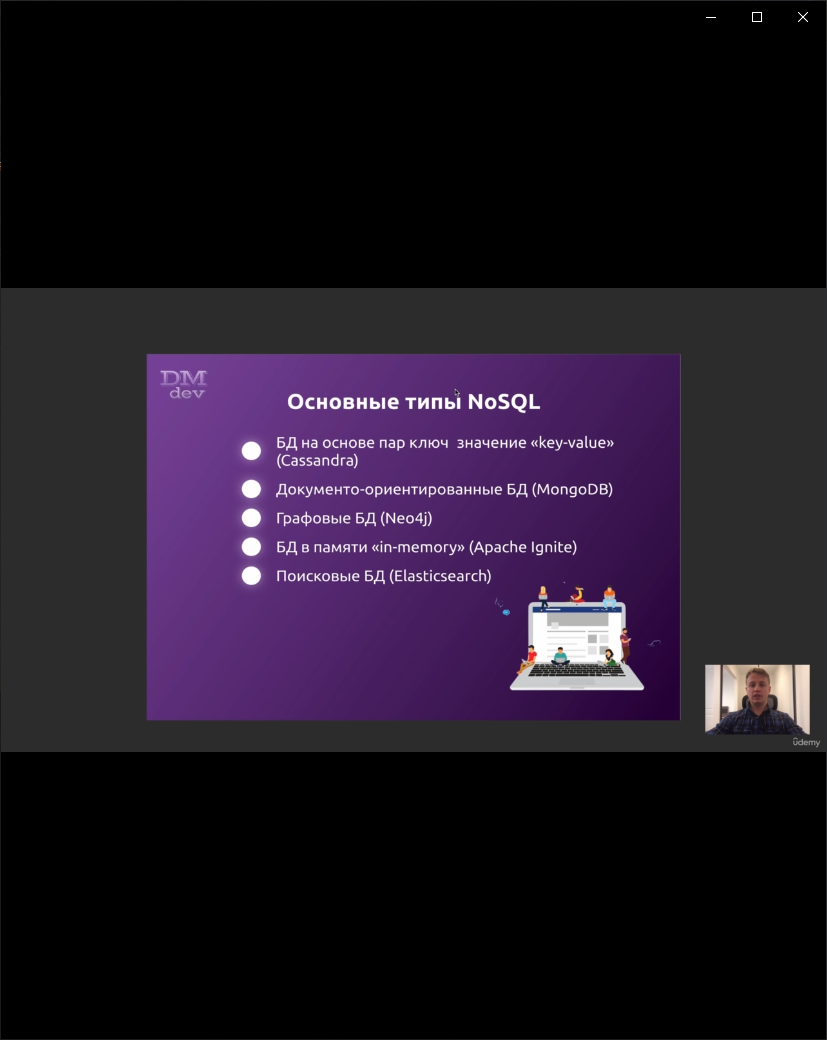 DM
dev
Основные типы NoSQL
БД на основе пар ключ значение «key-value»
(Cassandra)
Документо-ориентированные БД (MongoDB)
Графовые БД (Neo4j)
БД в памяти «in-memory» (Apache Ignite)
Поисковые БД (Elasticsearch)
ûdemy